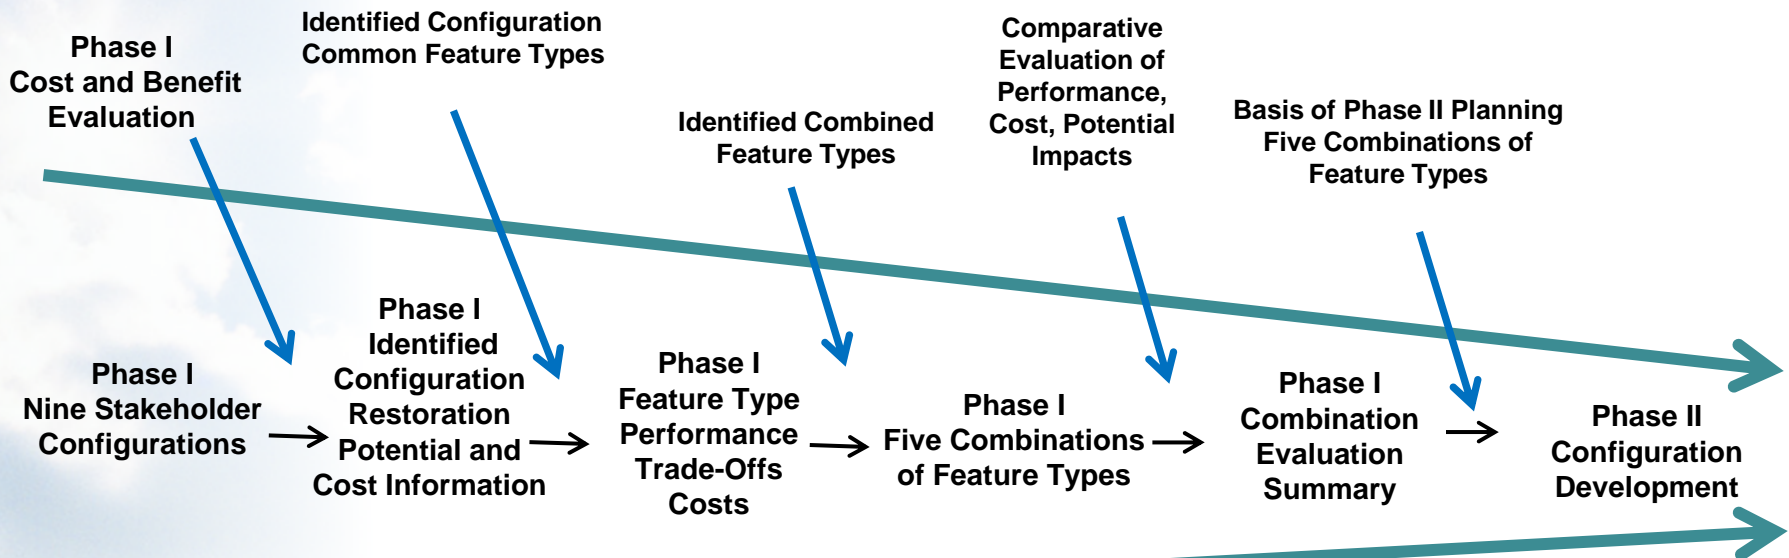 Phase I
Cost and Benefit
Evaluation
Identified Configuration
Common Feature Types
Identified Combined
Feature Types
Comparative
Evaluation of
Performance,
Cost, Potential
Impacts
Basis of Phase II Planning
Five Combinations of
Feature Types
Phase I
Nine Stakeholder
Configurations
Phase I
Identified
Configuration
Restoration
Potential and
Cost Information
Phase I
Feature Type
Performance
Trade-Offs
Costs
Phase I
Five Combinations
of Feature Types
Phase I
Combination
Evaluation
Summary
Phase II
Configuration
Development